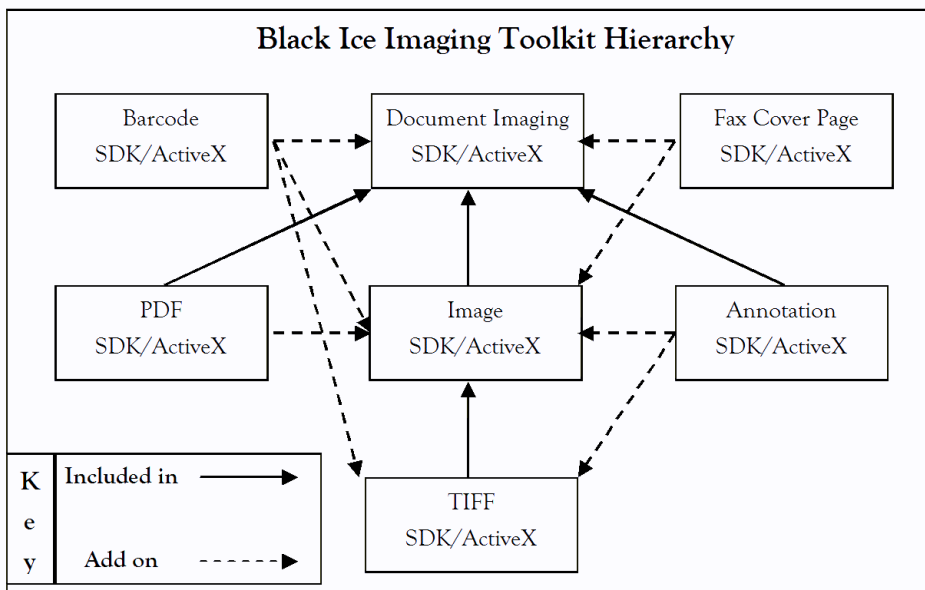 Black Ice Imaging Toolkit Hierarchy
Barcode
SDK/ActiveX
Document Imaging
SDK/ActiveX
Fax Cover Page
SDK/ActiveX
PDF
SDK/ActiveX
Image
SDK/ActiveX
Annotation
SDK/ActiveX
TIFF
SDK/ActiveX
Key
Included in
Add on